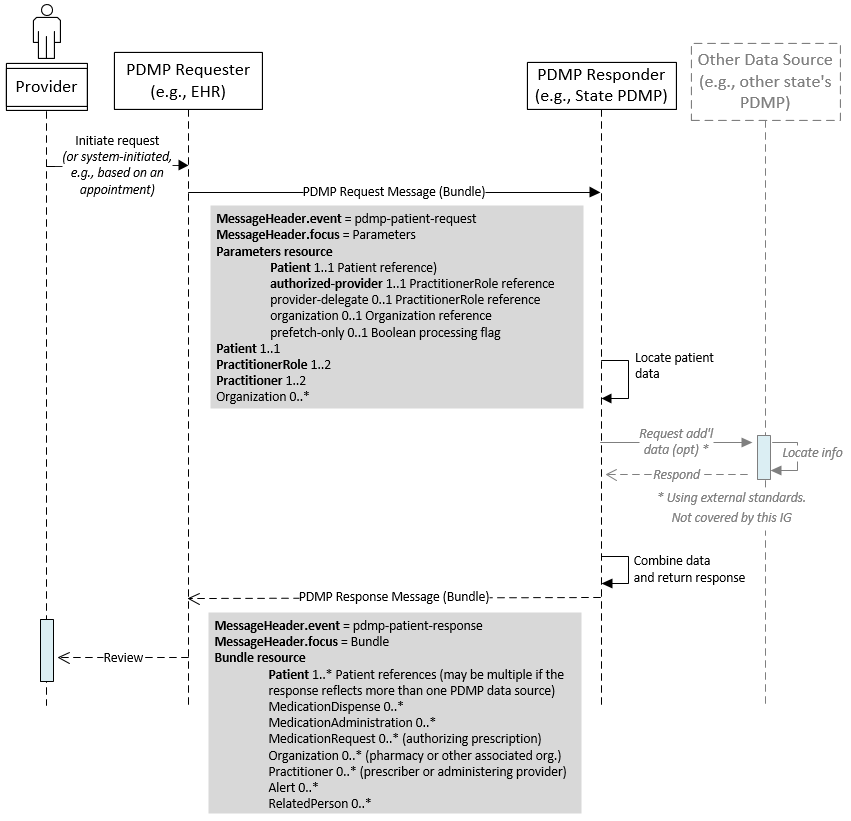 Provider
PDMP Requester
(e.g., EHR)
PDMP Responder
(e.g., State PDMP)
Other Data Source
(e.g., other state's
PDMP)
Initiate request
(or system-initiated,
e.g., based on an
appointment)
PDMP Request Message (Bundle)
MessageHeader.event = pdmp-patient-request
MessageHeader.focus = Parameters
Parameters resource
Patient 1..1 Patient reference)
authorized-provider 1..1 PractitionerRole reference
provider-delegate 0..1 PractitionerRole reference
organization 0..1 Organization reference
prefetch-only 0..1 Boolean processing flag
Patient 1..1
PractitionerRole 1..2
Practitioner 1..2
Organization 0..*
Locate patient
data
Request add'l
data (opt) *
Locate info
Respond
* Using external standards.
Not covered by this IG
Combine data
and return response
PDMP Response Message (Bundle)
MessageHeader.event = pdmp-patient-response
MessageHeader.focus = Bundle
Bundle resource
Patient 1..* Patient references (may be multiple if the
response reflects more than one PDMP data source)
MedicationDispense 0..*
MedicationAdministration 0..*
MedicationRequest 0..* (authorizing prescription)
Organization 0..* (pharmacy or other associated org.)
Practitioner 0..* (prescriber or administering provider)
Alert 0..*
RelatedPerson 0..*
Review